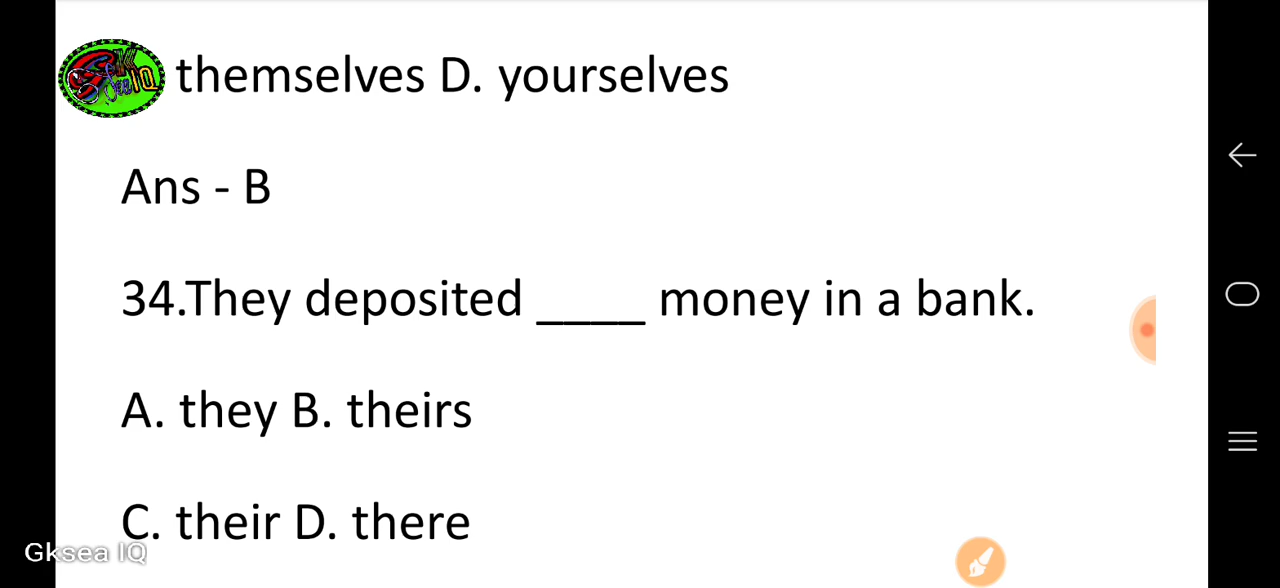 themselves D. yourselves
Ans - B
34.They deposited ____ money in a bank.
A. they B. theirs
C. their D. there
Gksea IQ